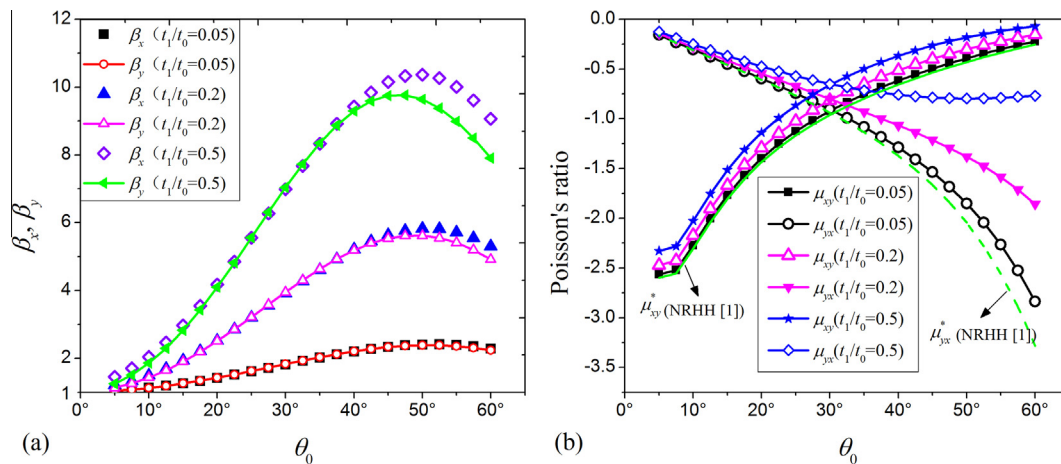 12
10
8
6
4
2
1
βx, βy
βx (t1/t0=0.05)
βy (t1/t0=0.05)
βx (t1/t0=0.2)
βy (t1/t0=0.2)
βx (t1/t0=0.5)
βy (t1/t0=0.5)
0° 10° 20° 30° 40° 50° 60°
(a)
θ0
0.0
-0.5
-1.0
-1.5
-2.0
-2.5
-3.0
-3.5
Poisson's ratio
μxy(t1/t0=0.05)
μyx(t1/t0=0.05)
μxy(t1/t0=0.2)
μyx(t1/t0=0.2)
μxy(t1/t0=0.5)
μyx(t1/t0=0.5)
μ*xy (NRHH [1])
μ*yx (NRHH [1])
0° 10° 20° 30° 40° 50° 60°
(b)
θ0